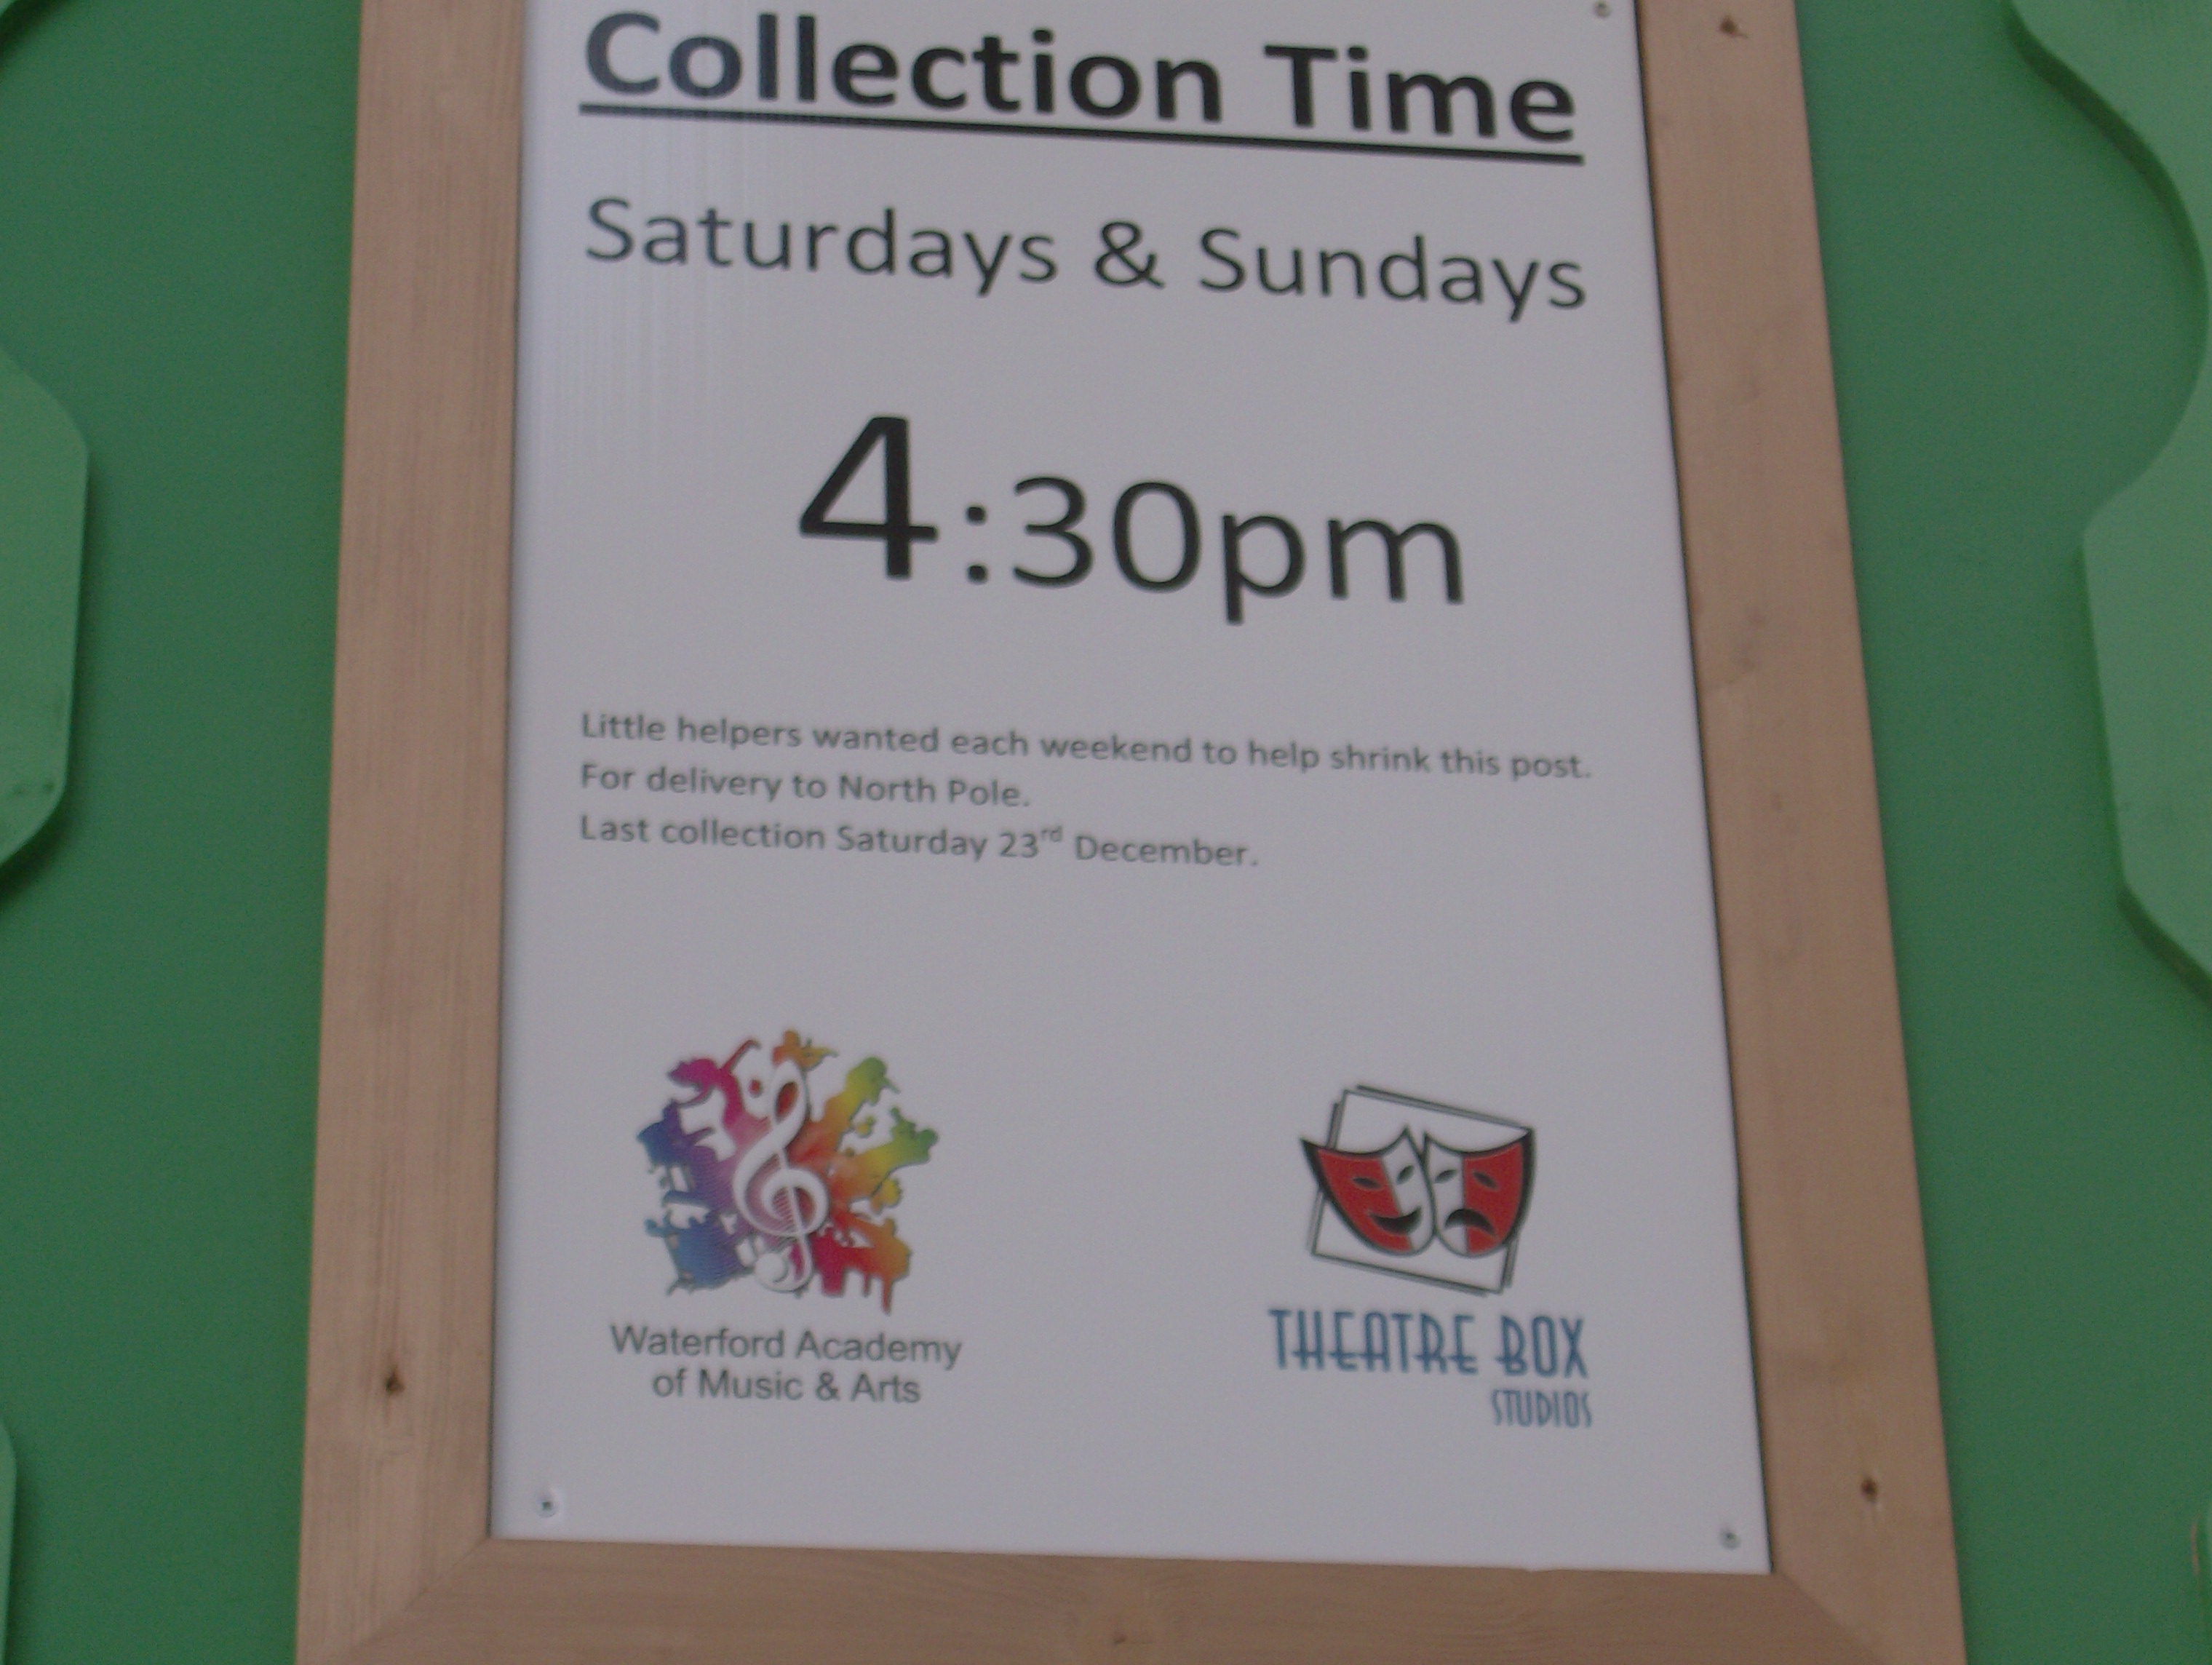 Collection Time
Saturdays & Sundays
4:30pm
Little helpers wanted each weekend to help shrink this post.
For delivery to North Pole.
Last collection Saturday 23rd December.
Waterford Academy
of Music & Arts
THEATRE BOX
STUDIOS